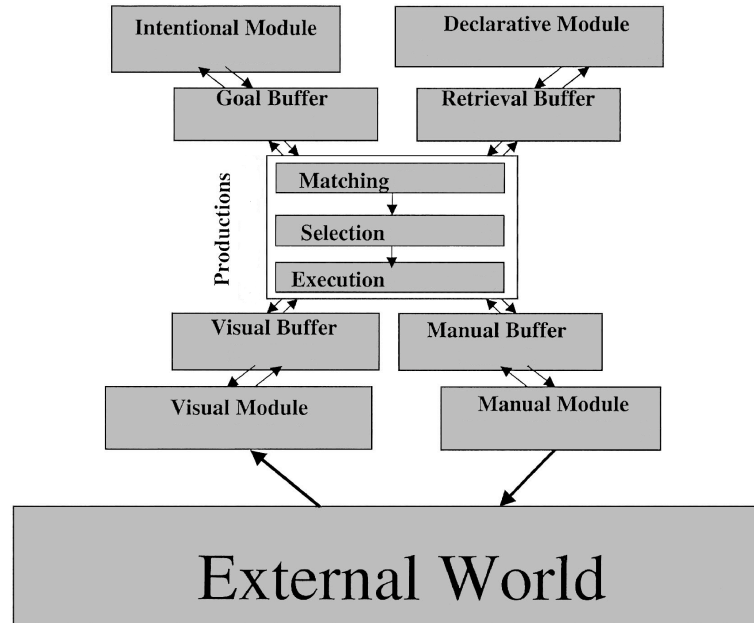 Intentional Module
Declarative Module
Goal Buffer
Retrieval Buffer
Productions
Matching
Selection
Execution
Visual Buffer
Manual Buffer
Visual Module
Manual Module
External World